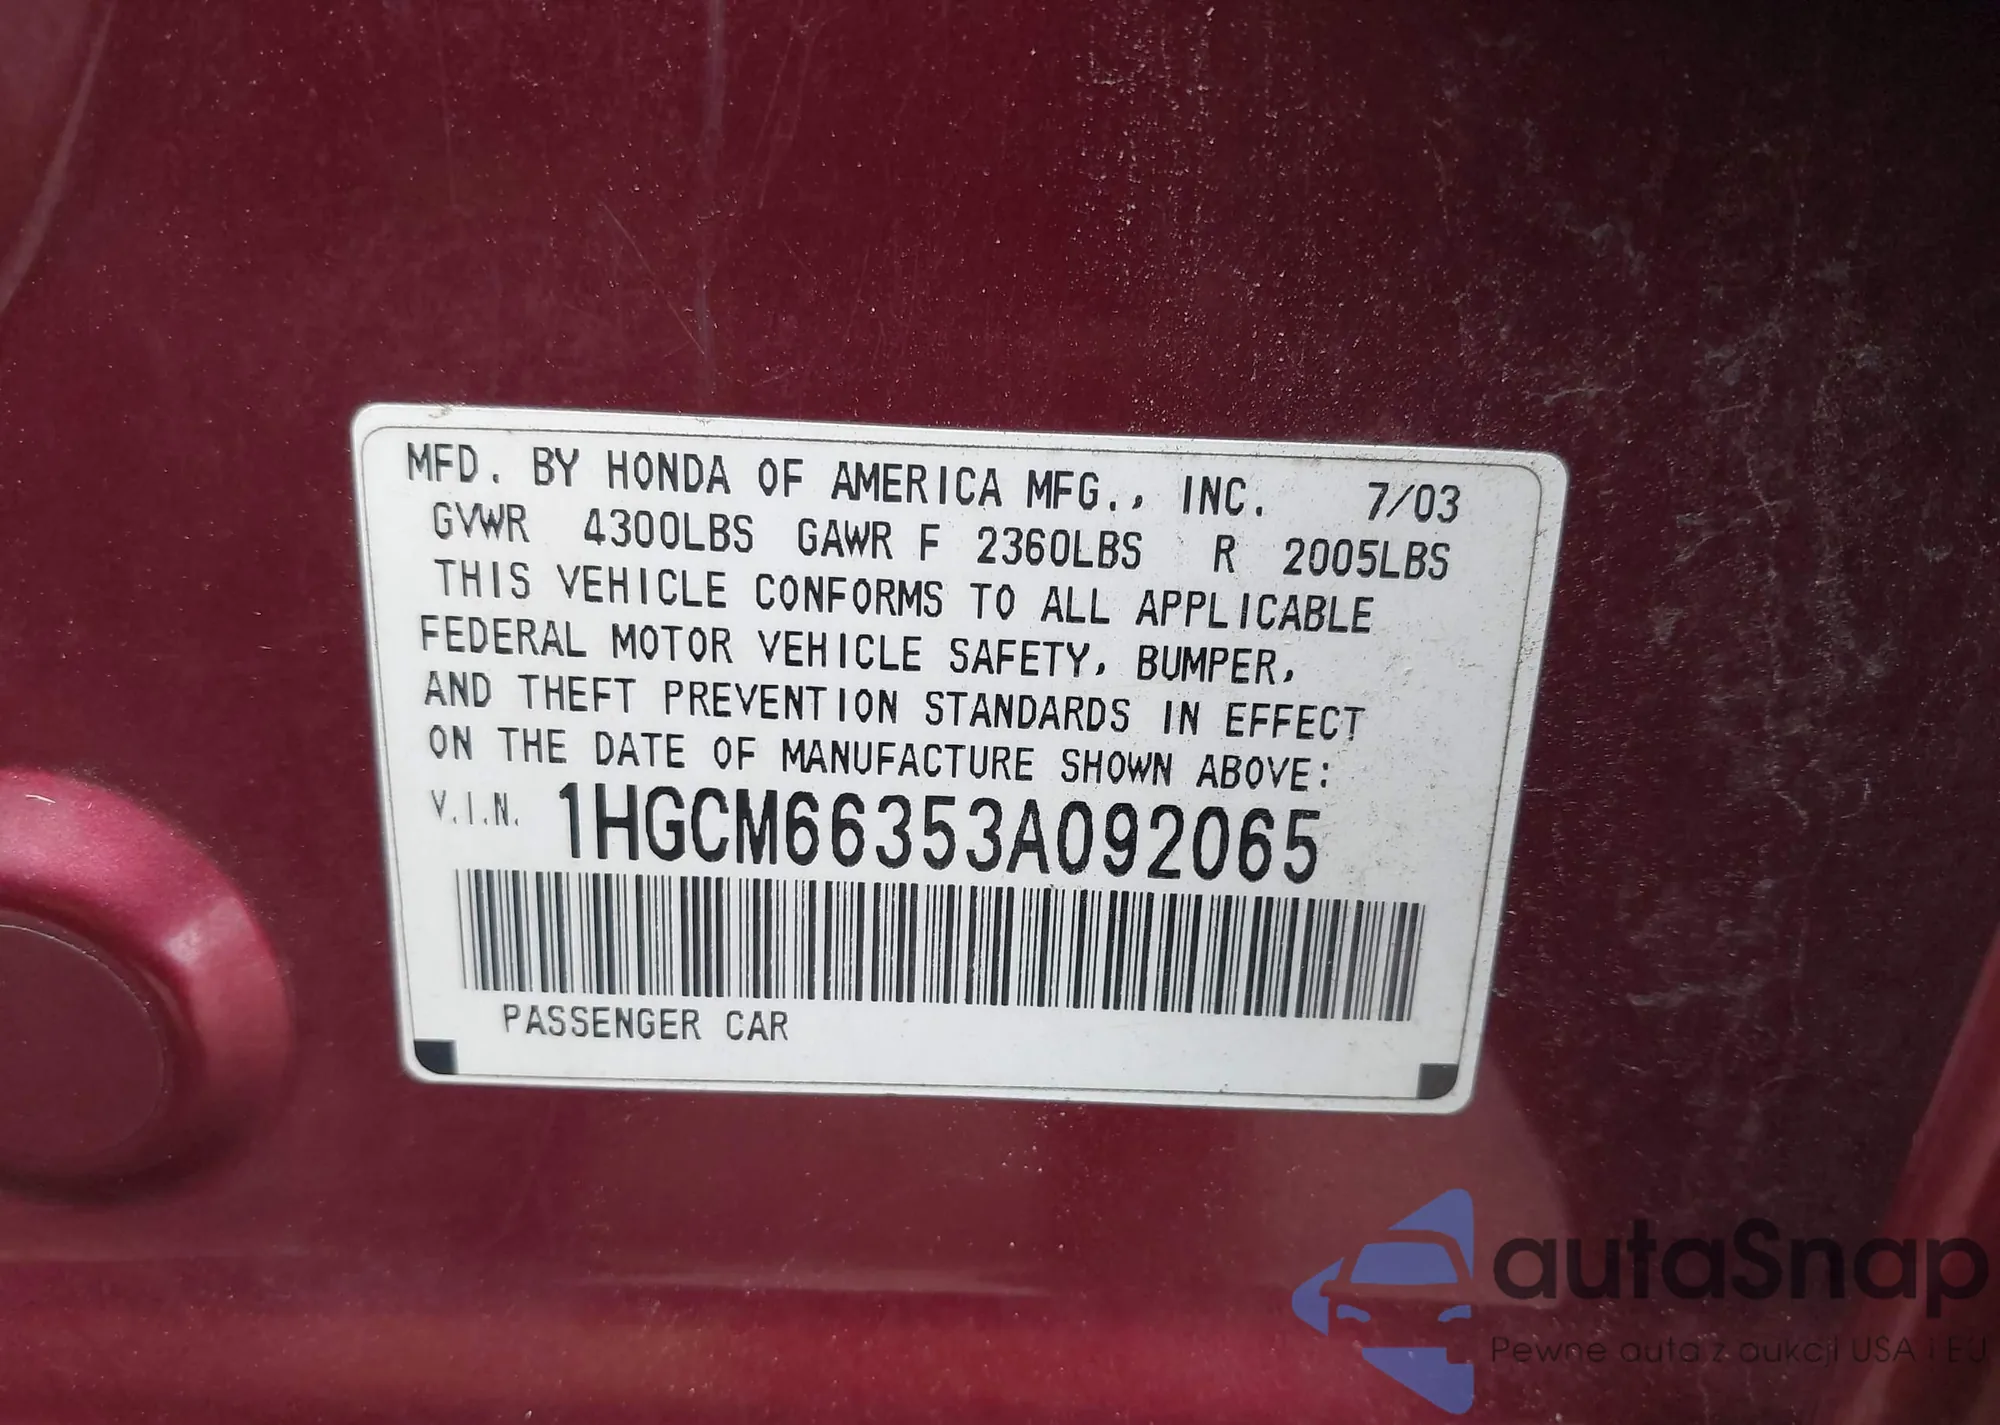 MFD. BY HONDA OF AMERICA MFG., INC. 7/03
GVWR 4300LBS GAWR F 2360LBS R 2005LBS
THIS VEHICLE CONFORMS TO ALL APPLICABLE
FEDERAL MOTOR VEHICLE SAFETY, BUMPER,
AND THEFT PREVENTION STANDARDS IN EFFECT
ON THE DATE OF MANUFACTURE SHOWN ABOVE:
V.I.N. 1HGCM66353A092065
PASSENGER CAR
autaSnap
Pewne auta z aukcji USA i EU